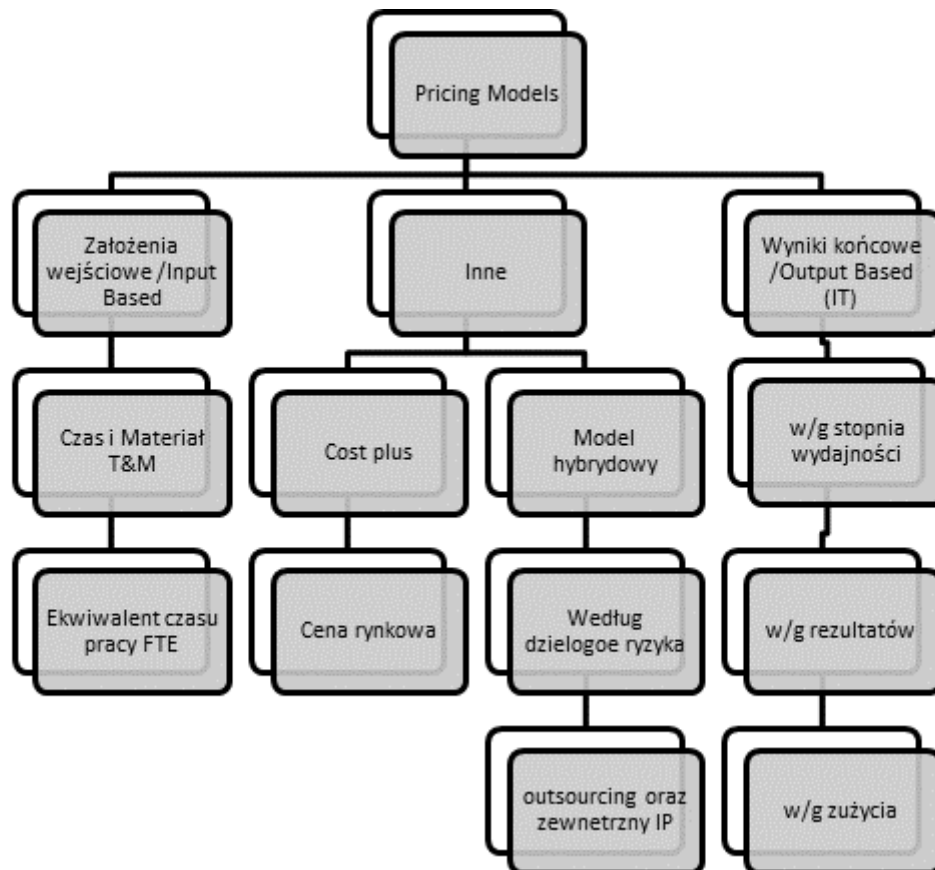 Pricing Models
Założenia
wejściowe /Input
Based
Inne
Wyniki końcowe
/Output Based
(IT)
Czas i Materiał
T&M
Cost plus
Model
hybrydowy
w/g stopnia
wydajności
Ekwiwalent czasu
pracy FTE
Cena rynkowa
Według
dzielogoe ryzyka
w/g rezultatów
outsourcing oraz
zewnetrzny IP
w/g zużycia